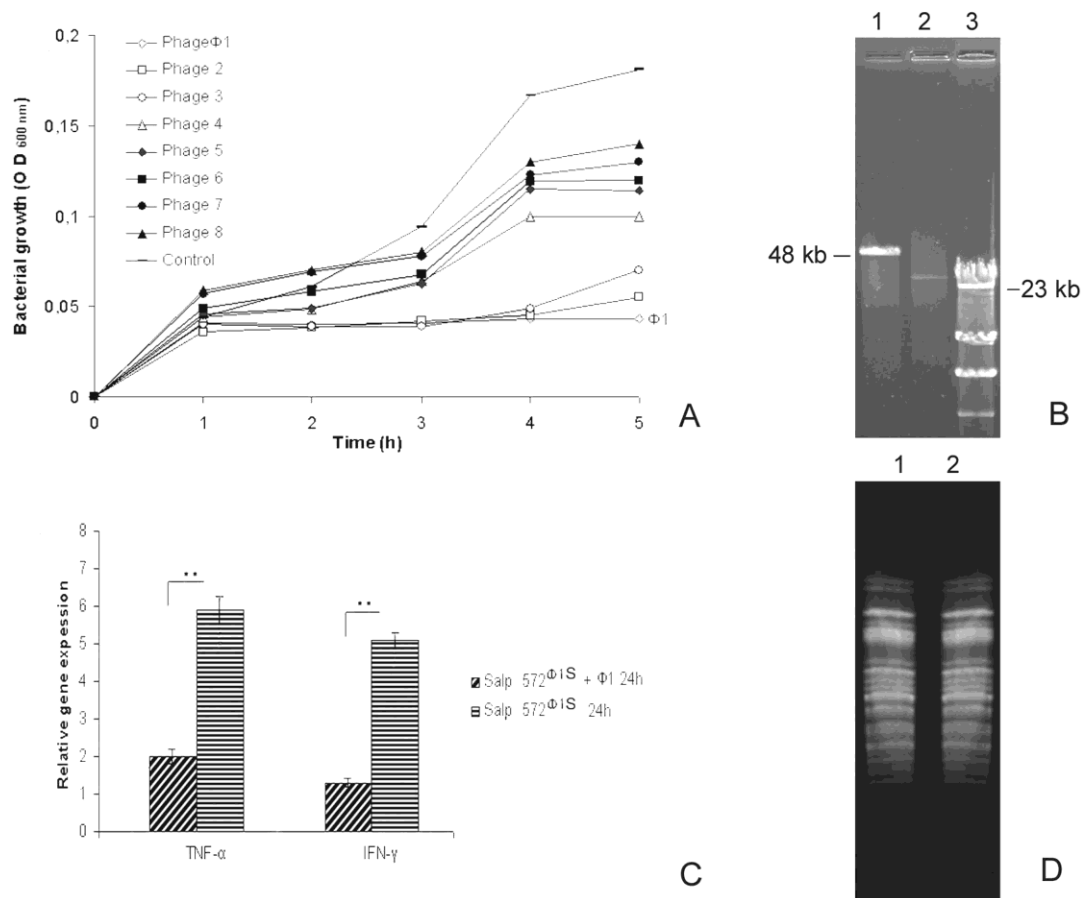 0,2
0,15
0,1
0,05
0
Bacterial growth (O D 600 nm)
PhageΦ1
Phage 2
Phage 3
Phage 4
Phage 5
Phage 6
Phage 7
Phage 8
Control
Φ1
0 1 2 3 4 5
Time (h)
A
1 2 3
48 kb
23 kb
B
8
7
6
5
4
3
2
1
0
Relative gene expession
** **
TNF-α IFN-γ
Salp 572ΦIS + Φ1 24h
Salp 572ΦIS 24h
C
1 2
D